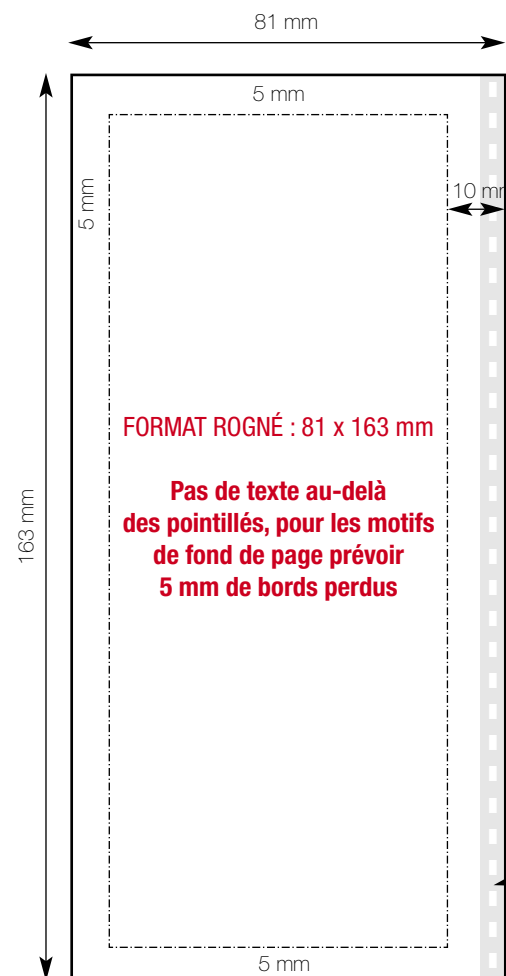 81 mm
5 mm
5 mm
10 mm
FORMAT ROGNÉ : 81 x 163 mm
Pas de texte au-delà
des pointillés, pour les motifs
de fond de page prévoir
5 mm de bords perdus
163 mm
5 mm